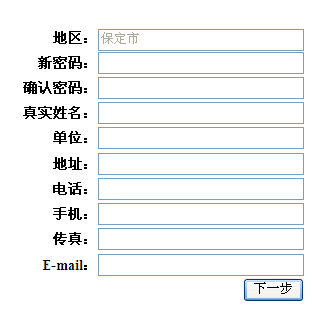 地区： 保定市
新密码：
确认密码：
真实姓名：
单位：
地址：
电话：
手机：
传真：
E-mail：
下一步